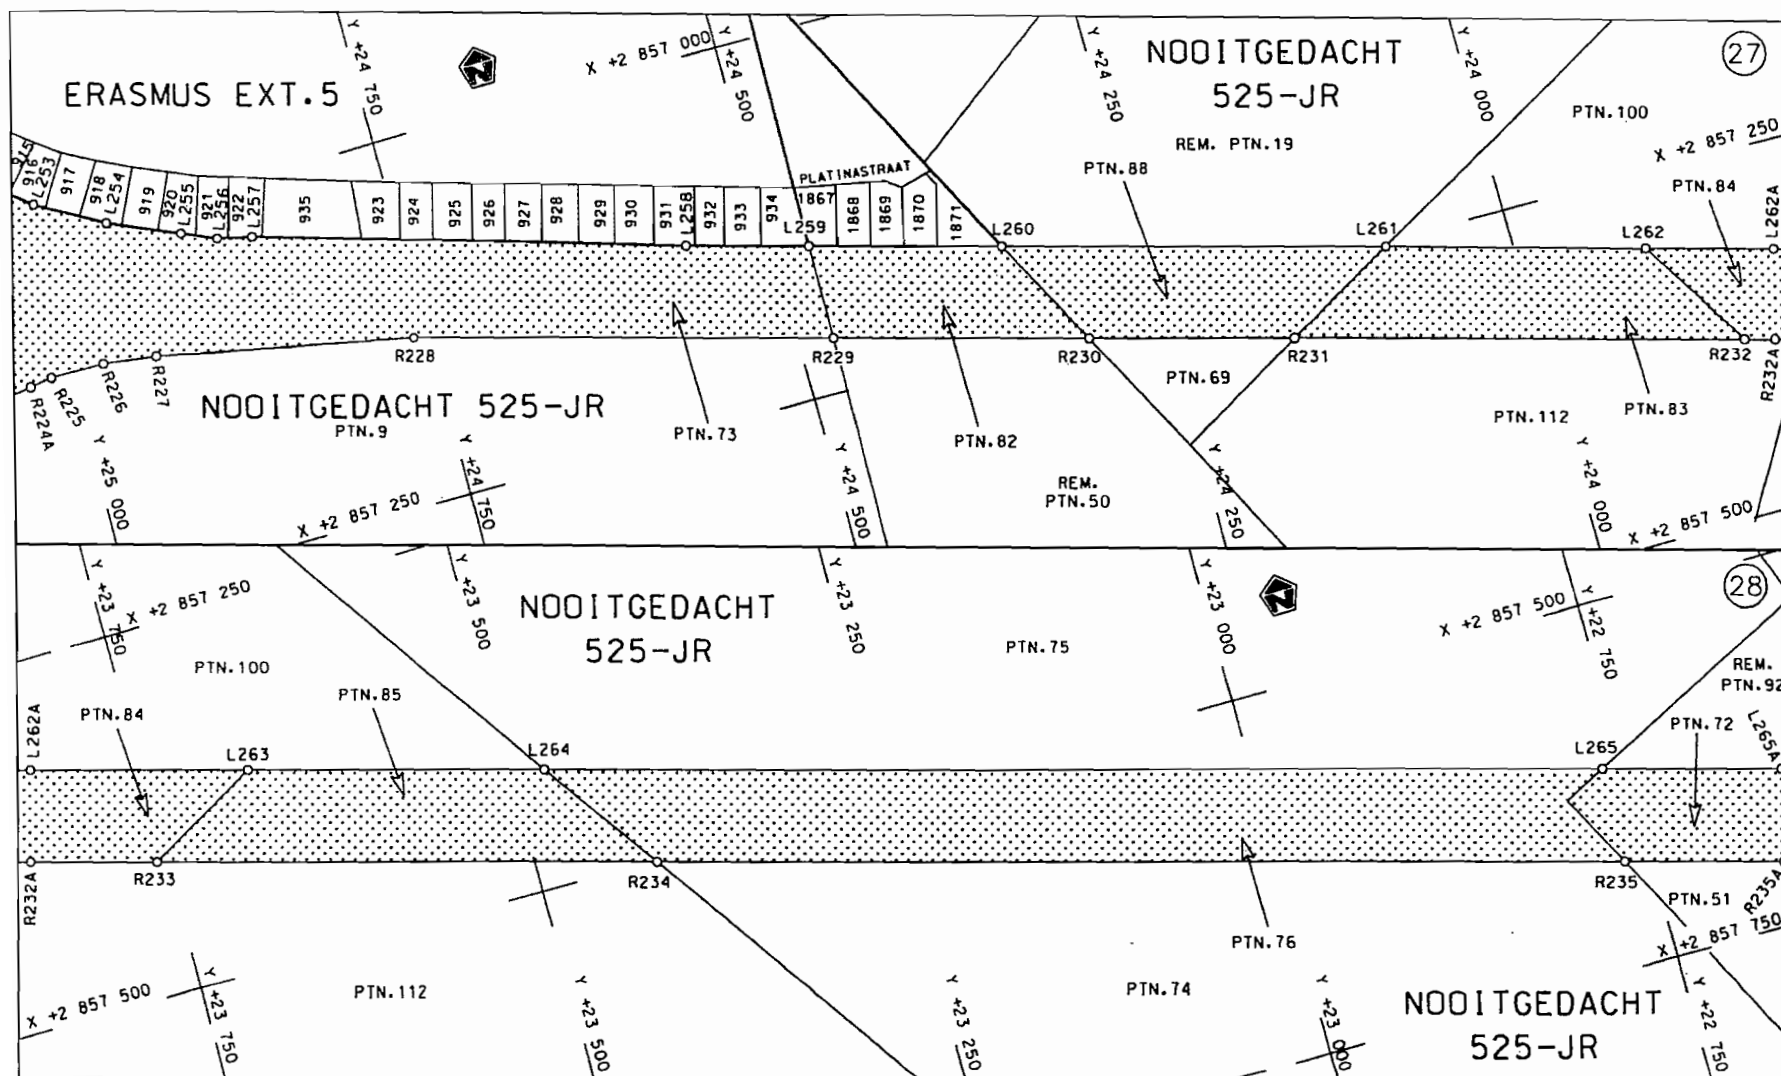 Y +24 750
X +2 857 000
Y +24 500
NOOITGEDACHT
525-JR
Y +24 250
Y +24 000
27
ERASMUS EXT.5
N
PTN.100
X +2 857 250
REM. PTN.19
PTN.88
PTN.84
PLATINASTRAAT
915
916
L253
917
918
L254
919
920
L255
921
L256
922
L257
935
923
924
925
926
927
928
929
930
931
L258
932
933
934
1867
L259
1868
1869
1870
1871
L260
L261
L262
L262A
R224A
R225
R226
R227
R228
R229
R230
R231
R232
R232A
NOOITGEDACHT 525-JR
PTN.9
PTN.73
PTN.82
PTN.69
PTN.112
PTN.83
REM.
PTN.50
Y +25 000
X +2 857 250
Y +24 750
Y +24 500
Y +24 250
Y +24 000
X +2 857 500
Y +23 750
X +2 857 250
Y +23 500
NOOITGEDACHT
525-JR
Y +23 250
Y +23 000
N
X +2 857 500
Y +22 750
28
PTN.100
PTN.75
REM.
PTN.92
PTN.84
PTN.85
PTN.72
L262A
L263
L264
L265
L265A
R232A
R233
R234
R235
R235A
PTN.51
X +2 857 750
PTN.76
X +2 857 500
Y +23 750
PTN.112
Y +23 500
Y +23 250
PTN.74
Y +23 000
NOOITGEDACHT
525-JR
Y +22 750